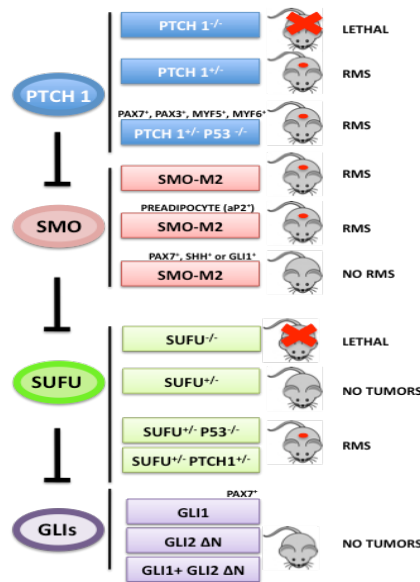 PTCH 1⁻/⁻
LETHAL
PTCH 1⁺/⁻
RMS
PTCH 1
PAX7⁺, PAX3⁺, MYF5⁺, MYF6⁺
PTCH 1⁺/⁻ P53 ⁻/⁻
RMS
SMO-M2
RMS
PREADIPOCYTE (aP2⁺)
SMO
SMO-M2
RMS
PAX7⁺, SHH⁺ or GLI1⁺
SMO-M2
NO RMS
SUFU⁻/⁻
LETHAL
SUFU
SUFU⁺/⁻
NO TUMORS
SUFU⁺/⁻ P53⁻/⁻
SUFU⁺/⁻ PTCH1⁺/⁻
RMS
PAX7⁺
GLI1
GLIs
GLI2 ΔN
NO TUMORS
GLI1+ GLI2 ΔN